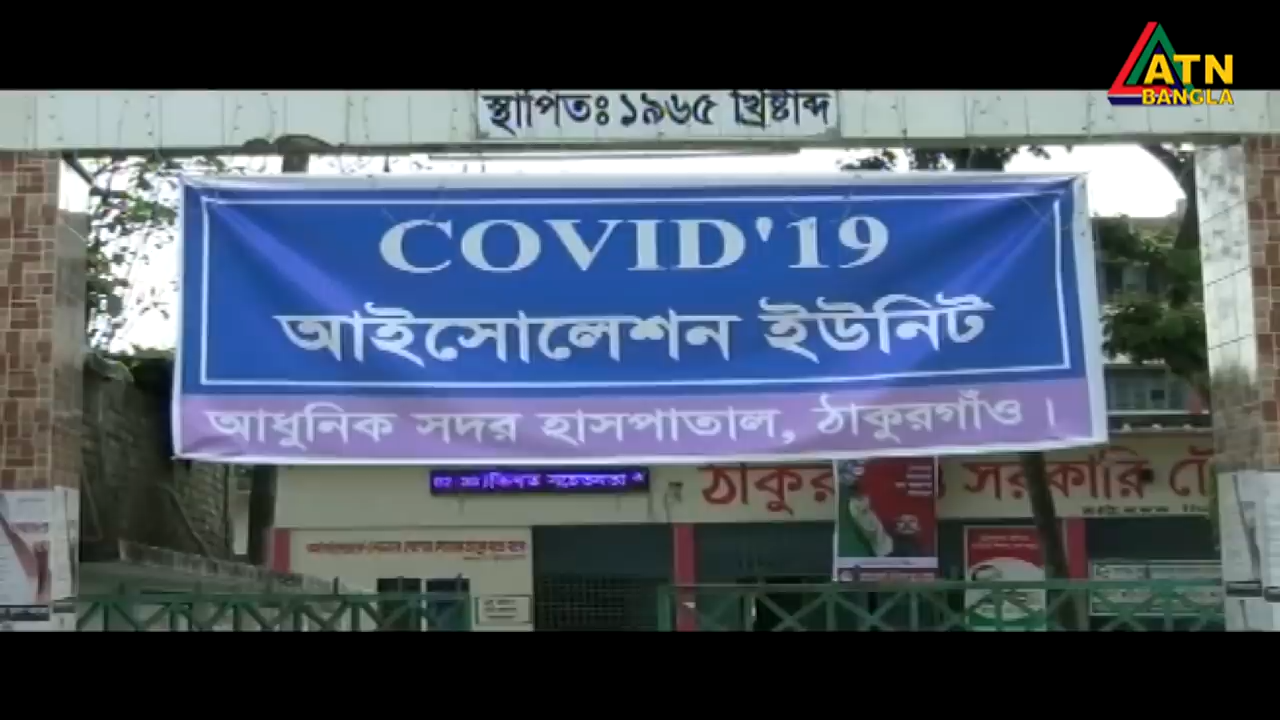 ATN
BANGLA
স্থাপিতঃ ১৯৬৫ খ্রিষ্টাব্দ
COVID'19
আইসোলেশন ইউনিট
আধুনিক সদর হাসপাতাল, ঠাকুরগাঁও।
ঠাকুর সরকারি